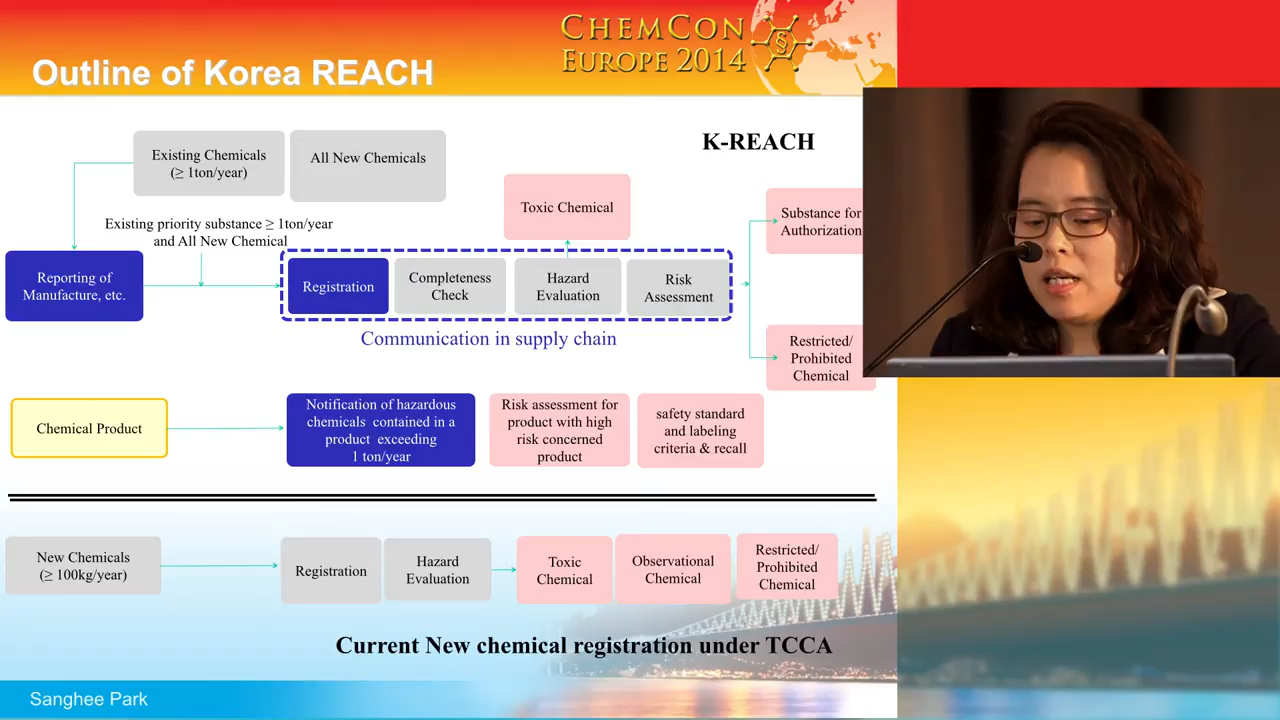 CHEMCON
EUROPE 2014
§
Outline of Korea REACH
K-REACH
Existing Chemicals
(≥ 1ton/year)
All New Chemicals
Toxic Chemical
Substance for
Authorization
Existing priority substance ≥ 1ton/year
and All New Chemical
Reporting of
Manufacture, etc.
Registration
Completeness
Check
Hazard
Evaluation
Risk
Assessment
Communication in supply chain
Restricted/
Prohibited
Chemical
Chemical Product
Notification of hazardous
chemicals contained in a
product exceeding
1 ton/year
Risk assessment for
product with high
risk concerned
product
safety standard
and labeling
criteria & recall
New Chemicals
(≥ 100kg/year)
Registration
Hazard
Evaluation
Toxic
Chemical
Observational
Chemical
Restricted/
Prohibited
Chemical
Current New chemical registration under TCCA
Sanghee Park